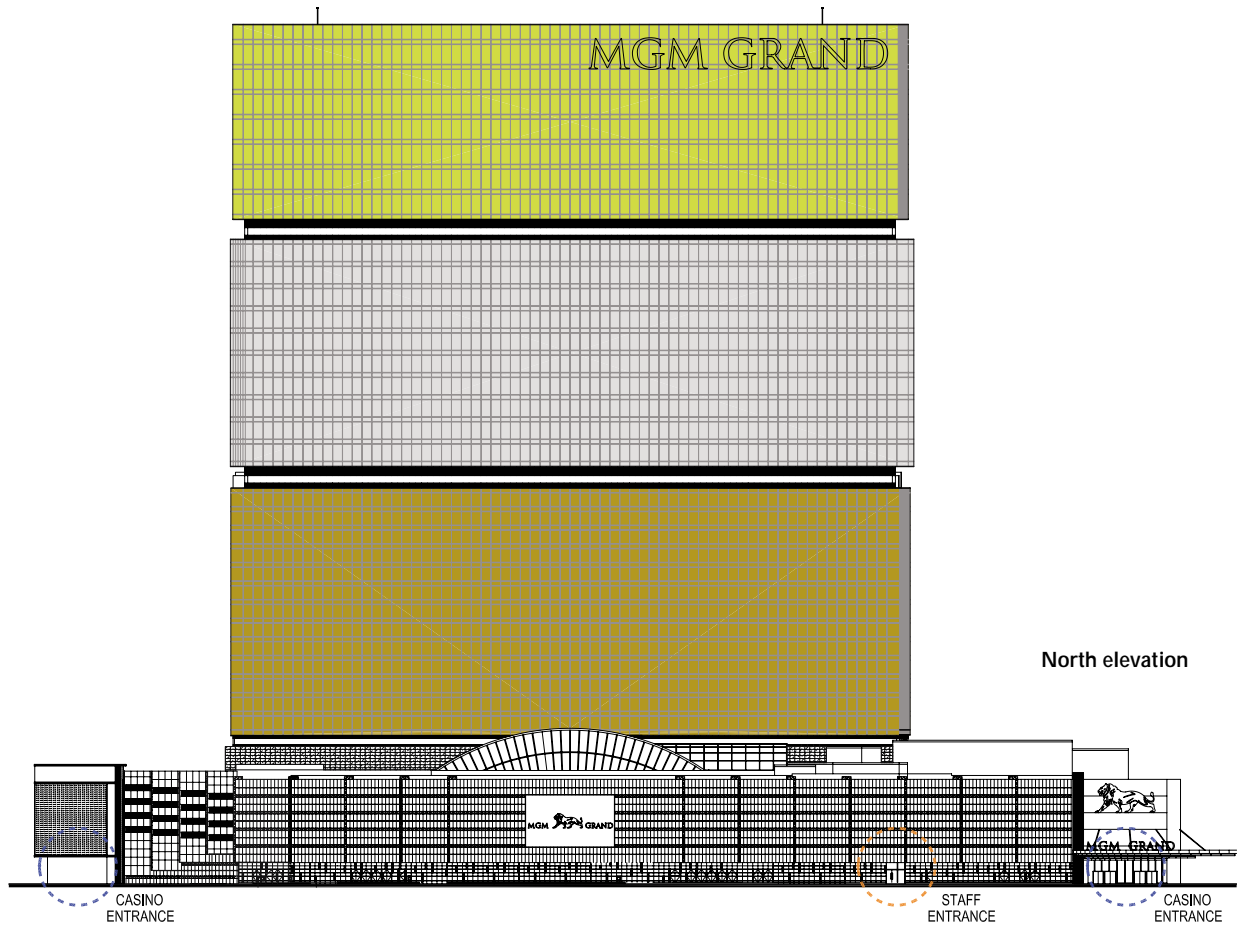 MGM GRAND
North elevation
MGM GRAND
MGM GRAND
CASINO
ENTRANCE
STAFF
ENTRANCE
CASINO
ENTRANCE